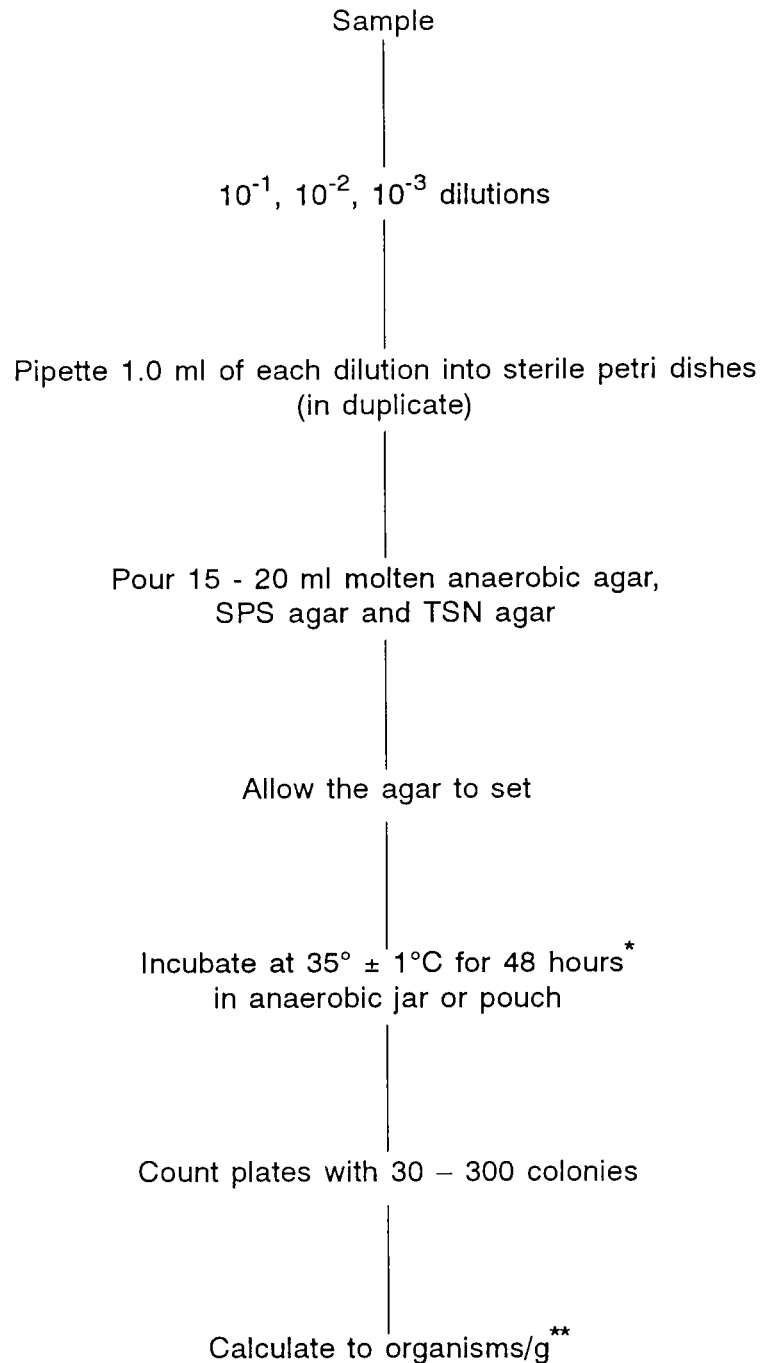 Sample
10⁻¹, 10⁻², 10⁻³ dilutions
Pipette 1.0 ml of each dilution into sterile petri dishes
(in duplicate)
Pour 15 - 20 ml molten anaerobic agar,
SPS agar and TSN agar
Allow the agar to set
Incubate at 35° ± 1°C for 48 hours*
in anaerobic jar or pouch
Count plates with 30 – 300 colonies
Calculate to organisms/g**